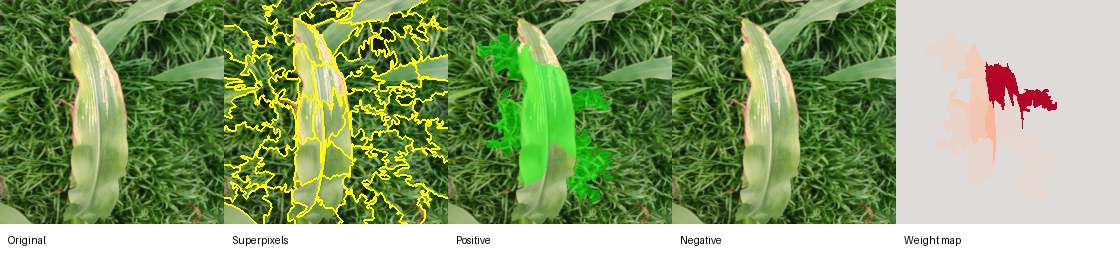 Original
Superpixels
Positive
Negative
Weight map